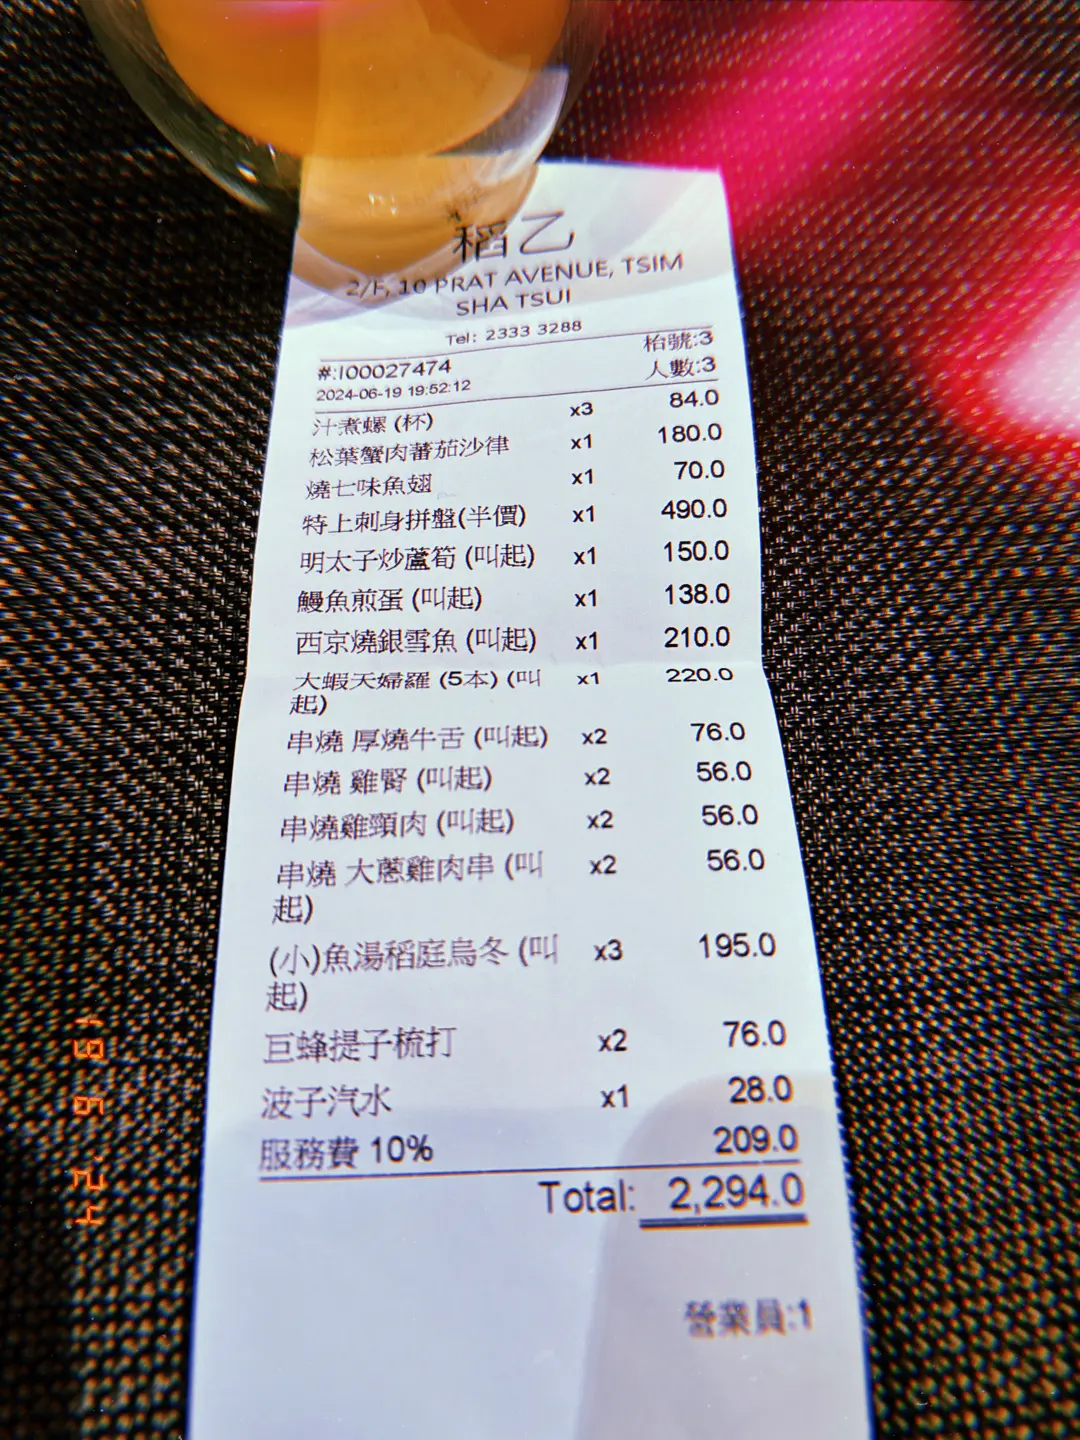 稻乙
2/F, 10 PRAT AVENUE, TSIM
SHA TSUI
Tel: 2333 3288
#:I00027474 枱號:3
2024-06-19 19:52:12 人數:3
汁煮螺 (杯) x3 84.0
松葉蟹肉蕃茄沙律 x1 180.0
燒七味魚翅 x1 70.0
特上刺身拼盤(半價) x1 490.0
明太子炒蘆筍 (叫起) x1 150.0
鰻魚煎蛋 (叫起) x1 138.0
西京燒銀雪魚 (叫起) x1 210.0
大蝦天婦羅 (5本) (叫 x1 220.0
起)
串燒 厚燒牛舌 (叫起) x2 76.0
串燒 雞腎 (叫起) x2 56.0
串燒雞頸肉 (叫起) x2 56.0
串燒 大蔥雞肉串 (叫 x2 56.0
起)
(小)魚湯稻庭烏冬 (叫 x3 195.0
起)
巨蜂提子梳打 x2 76.0
波子汽水 x1 28.0
服務費 10% 209.0
Total: 2,294.0
營業員:1
19. 6. 24